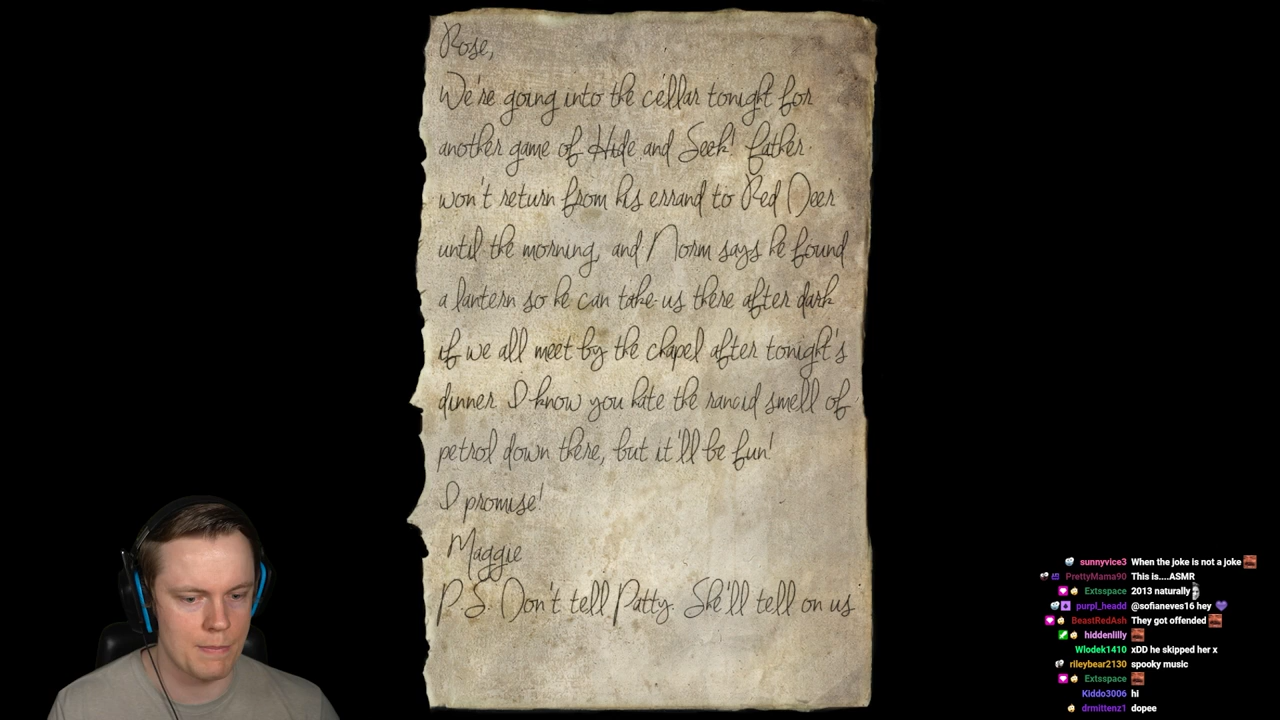 Rose,
We're going into the cellar tonight for
another game of Hide and Seek! Father
won't return from his errand to Red Deer
until the morning, and Norm says he found
a lantern so he can take us there after dark
if we all meet by the chapel after tonight's
dinner. I know you hate the rancid smell of
petrol down there, but it'll be fun!
I promise!
Maggie
P.S. Don't tell Patty. She'll tell on us
sunnyvice3 When the joke is not a joke
PrettyMama90 This is....ASMR
Extsspace 2013 naturally
purpl_headd @sofianeves16 hey
BeastRedAsh They got offended
hiddenlilly
Wlodek1410 xDD he skipped her x
rileybear2130 spooky music
Extsspace
Kiddo3006 hi
drmittenz1 dopee